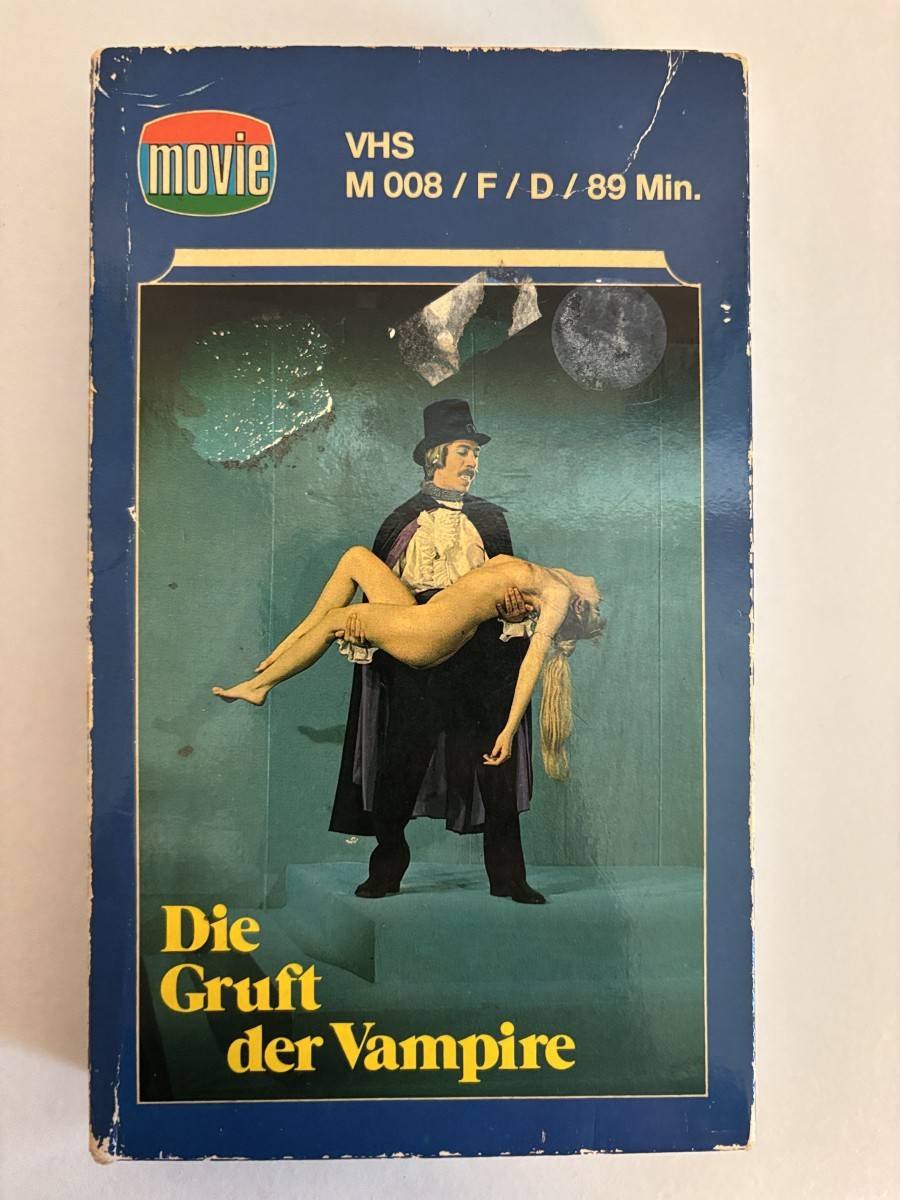 movie
VHS
M 008 / F / D / 89 Min.
Die
Gruft
der Vampire